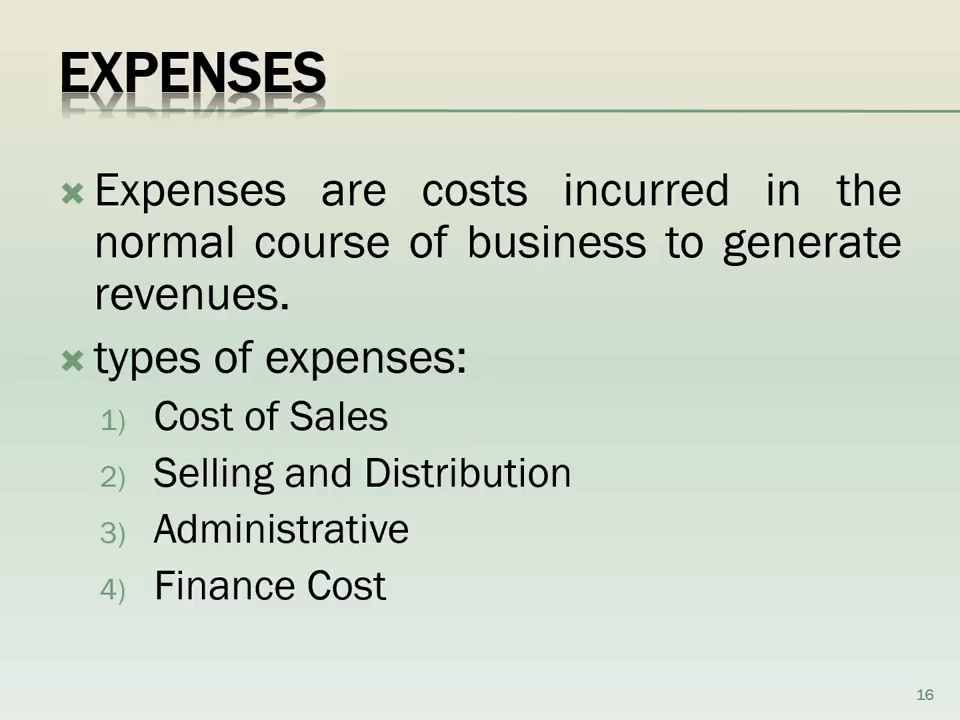 EXPENSES
Expenses are costs incurred in the
normal course of business to generate
revenues.
types of expenses:
1) Cost of Sales
2) Selling and Distribution
3) Administrative
4) Finance Cost
16